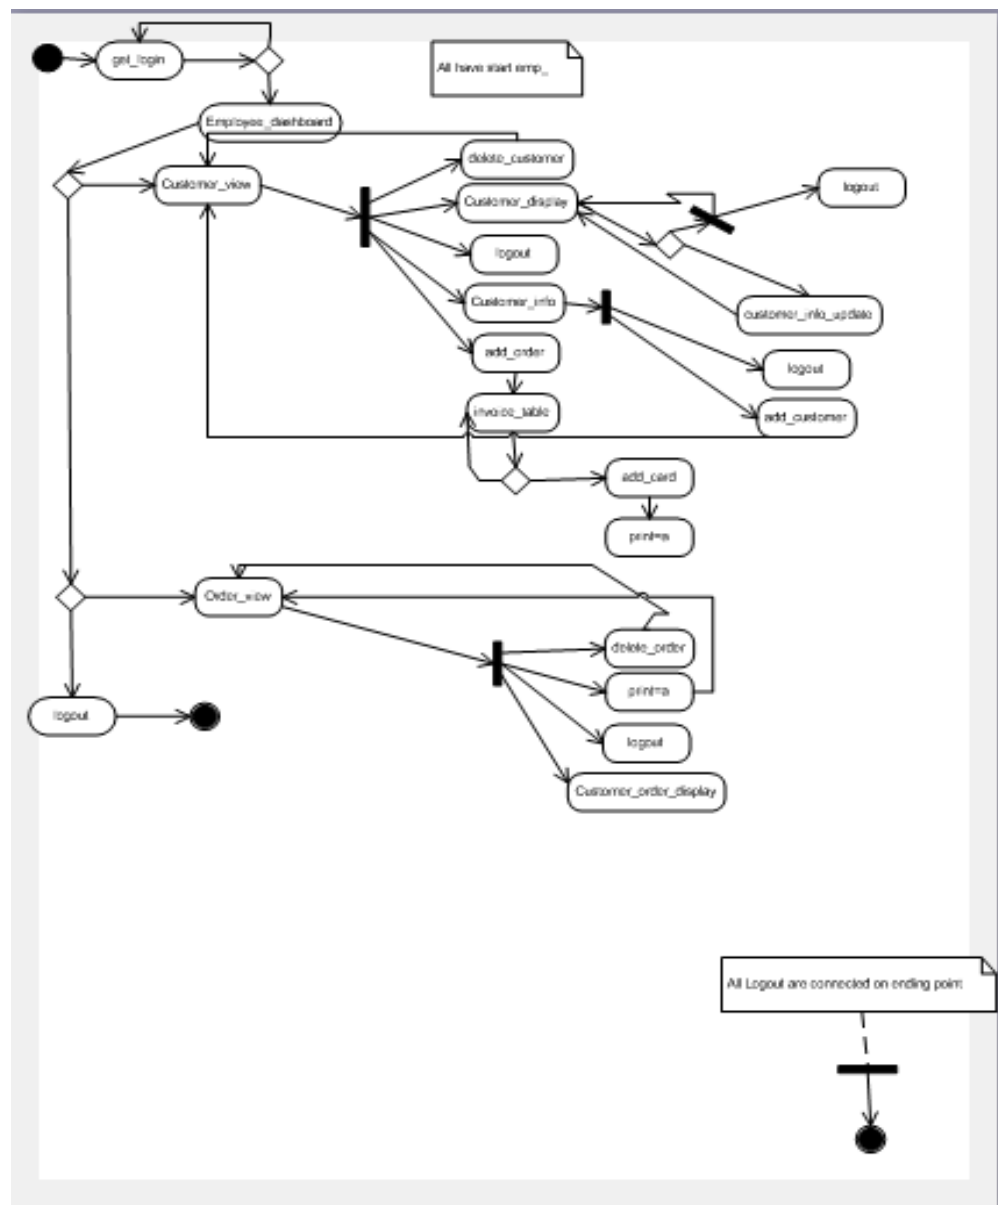 get_login
All have start emp_
Employee_dashboard
delete_customer
Customer_view
Customer_display
logout
logout
Customer_info
customer_info_update
add_order
logout
invoice_table
add_customer
add_card
print=a
Order_view
delete_order
print=a
logout
logout
Customer_order_display
All Logout are connected on ending point